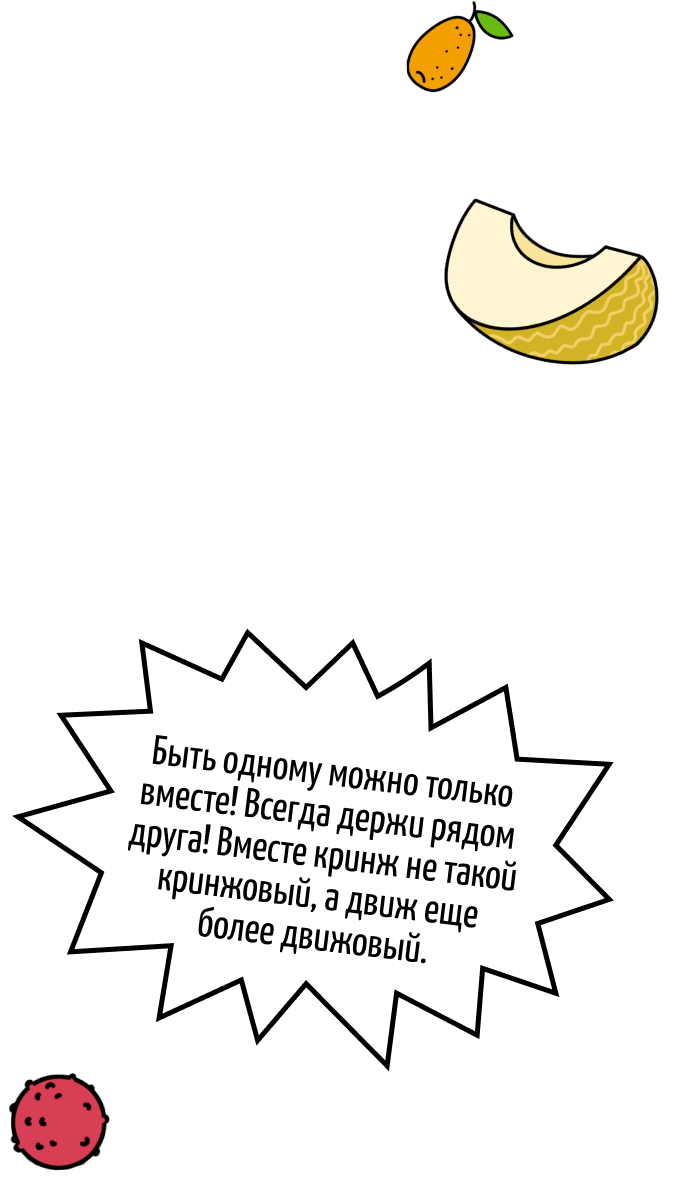 Быть одному можно только
вместе! Всегда держи рядом
друга! Вместе кринж не такой
кринжовый, а движ еще
более движовый.